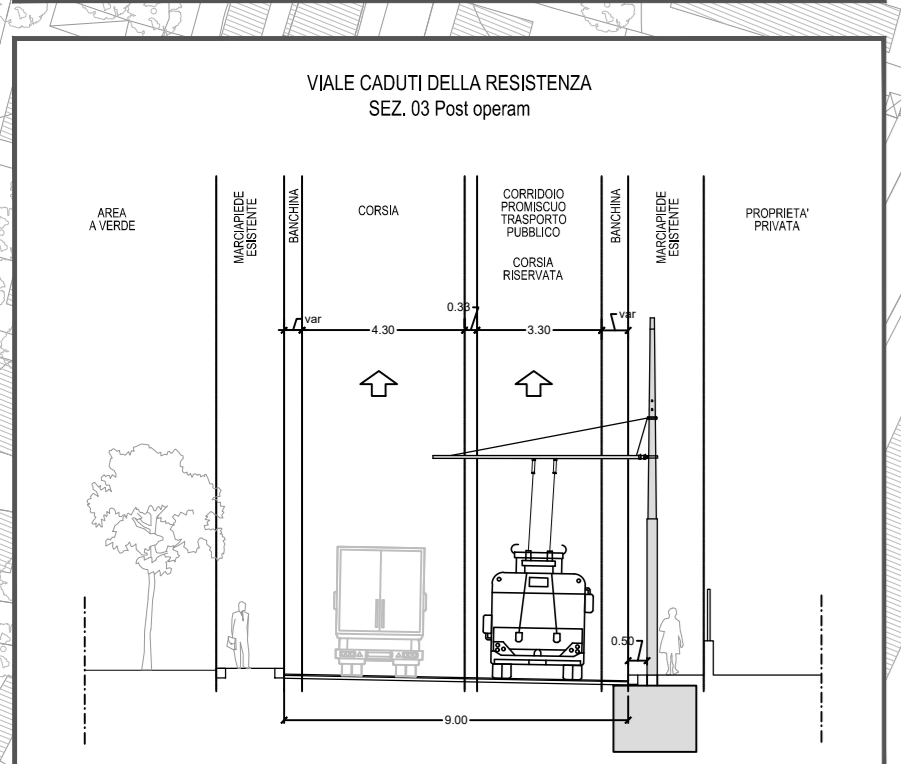 VIALE CADUTI DELLA RESISTENZA
SEZ. 03 Post operam
AREA
A VERDE
MARCIAPIEDE
ESISTENTE
BANCHINA
CORSIA
CORRIDOIO
PROMISCUO
TRASPORTO
PUBBLICO
CORSIA
RISERVATA
BANCHINA
MARCIAPIEDE
ESISTENTE
PROPRIETA'
PRIVATA
var
4.30
0.33
3.30
var
0.50
9.00